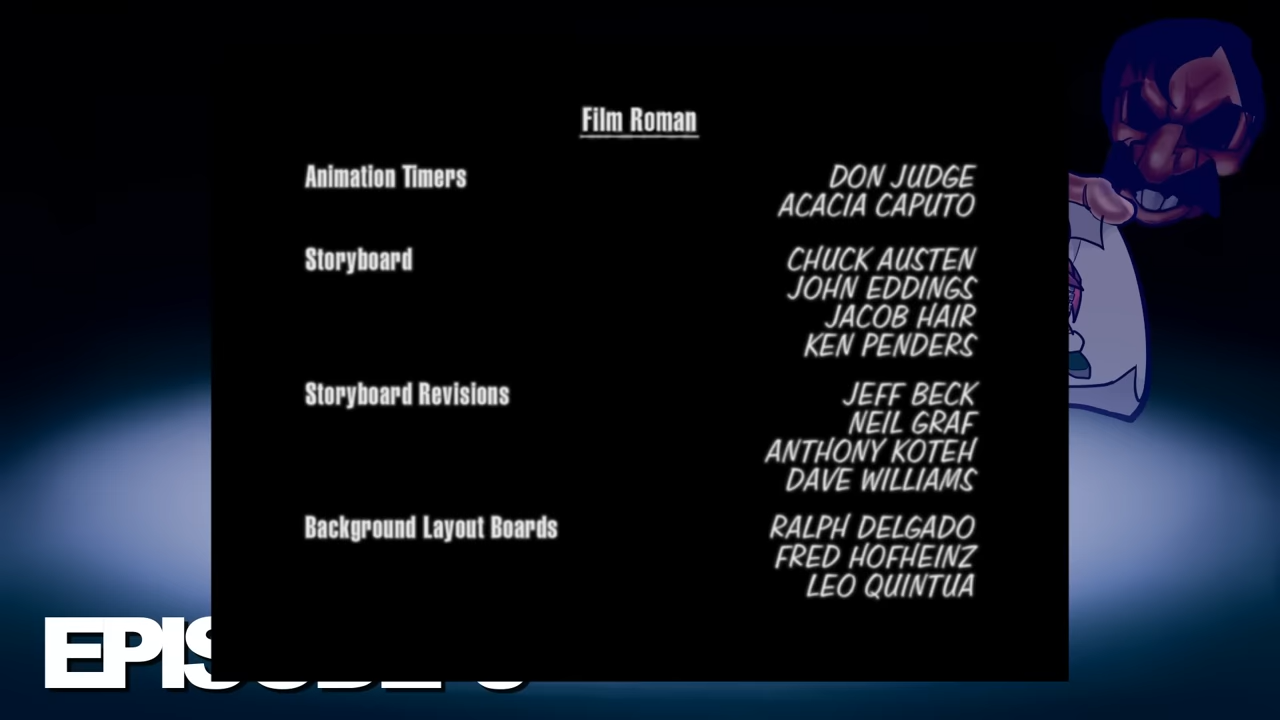 Film Roman
Animation Timers
DON JUDGE
ACACIA CAPUTO
Storyboard
CHUCK AUSTEN
JOHN EDDINGS
JACOB HAIR
KEN PENDERS
Storyboard Revisions
JEFF BECK
NEIL GRAF
ANTHONY KOTEH
DAVE WILLIAMS
Background Layout Boards
RALPH DELGADO
FRED HOFHEINZ
LEO QUINTUA